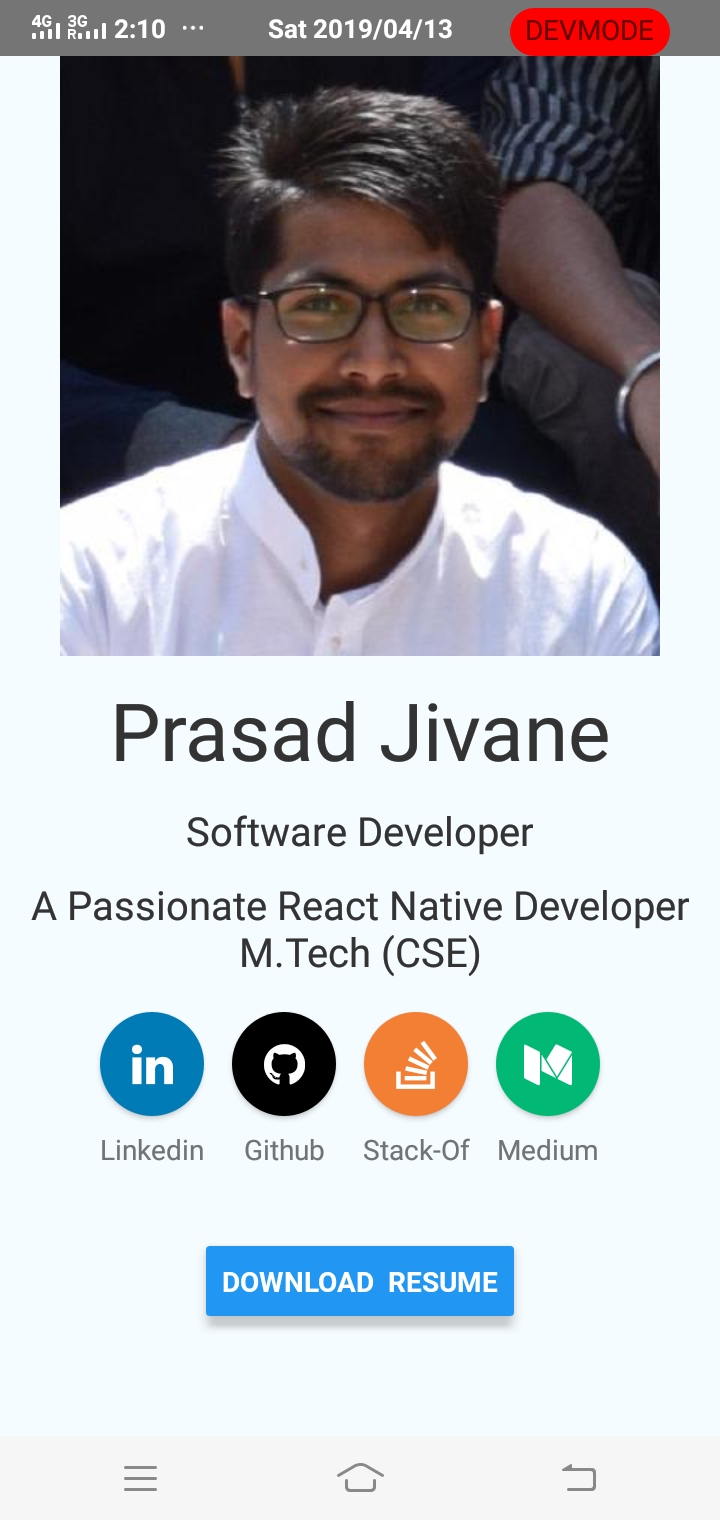 4G 3G R 2:10 ... Sat 2019/04/13 DEVMODE
Prasad Jivane
Software Developer
A Passionate React Native Developer
M.Tech (CSE)
in
Linkedin Github Stack-Of Medium
DOWNLOAD RESUME